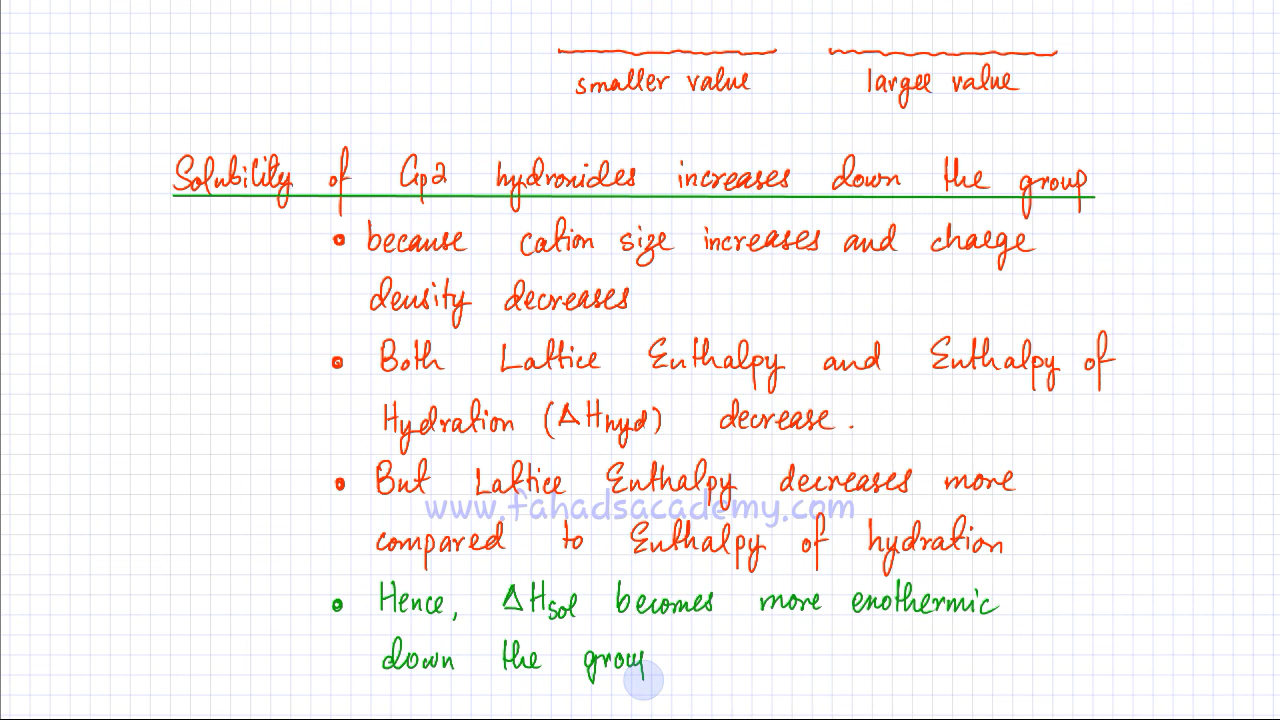 smaller value larger value
Solubility of Gp2 hydroxides increases down the group
• because cation size increases and charge
density decreases
• Both Lattice Enthalpy and Enthalpy of
Hydration (ΔHhyd) decrease.
• But Lattice Enthalpy decreases more
www.fahadsacademy.com
compared to Enthalpy of hydration
• Hence, ΔHsol becomes more exothermic
down the group